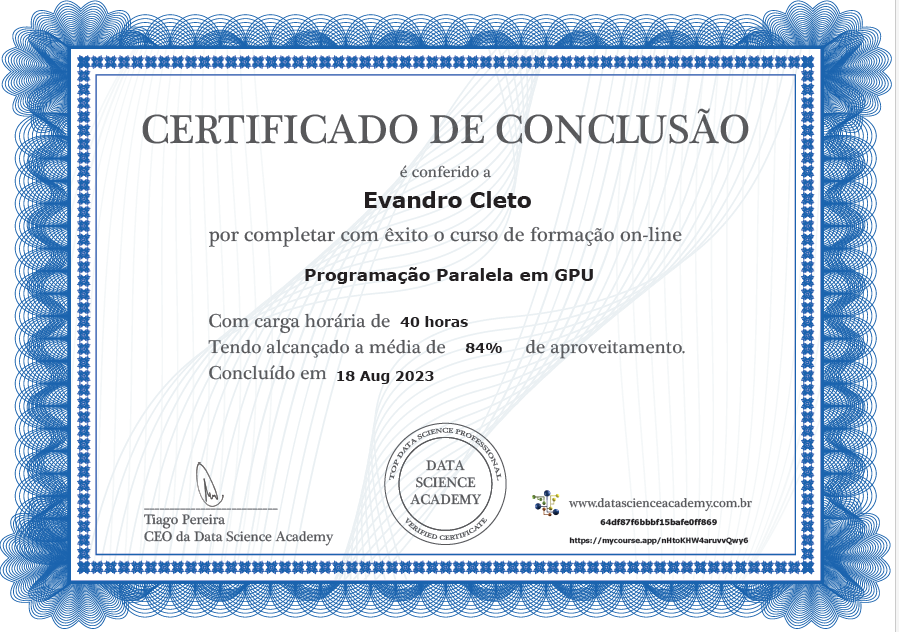 CERTIFICADO DE CONCLUSÃO
é conferido a
Evandro Cleto
por completar com êxito o curso de formação on-line
Programação Paralela em GPU
Com carga horária de 40 horas
Tendo alcançado a média de 84% de aproveitamento.
Concluído em 18 Aug 2023
TOP DATA SCIENCE PROFESSIONAL
DATA
SCIENCE
ACADEMY
VERIFIED CERTIFICATE
Tiago Pereira
CEO da Data Science Academy
www.datascienceacademy.com.br
64df87f6bbbf15bafe0ff869
https://mycourse.app/nHtoKHW4aruvvQwy6